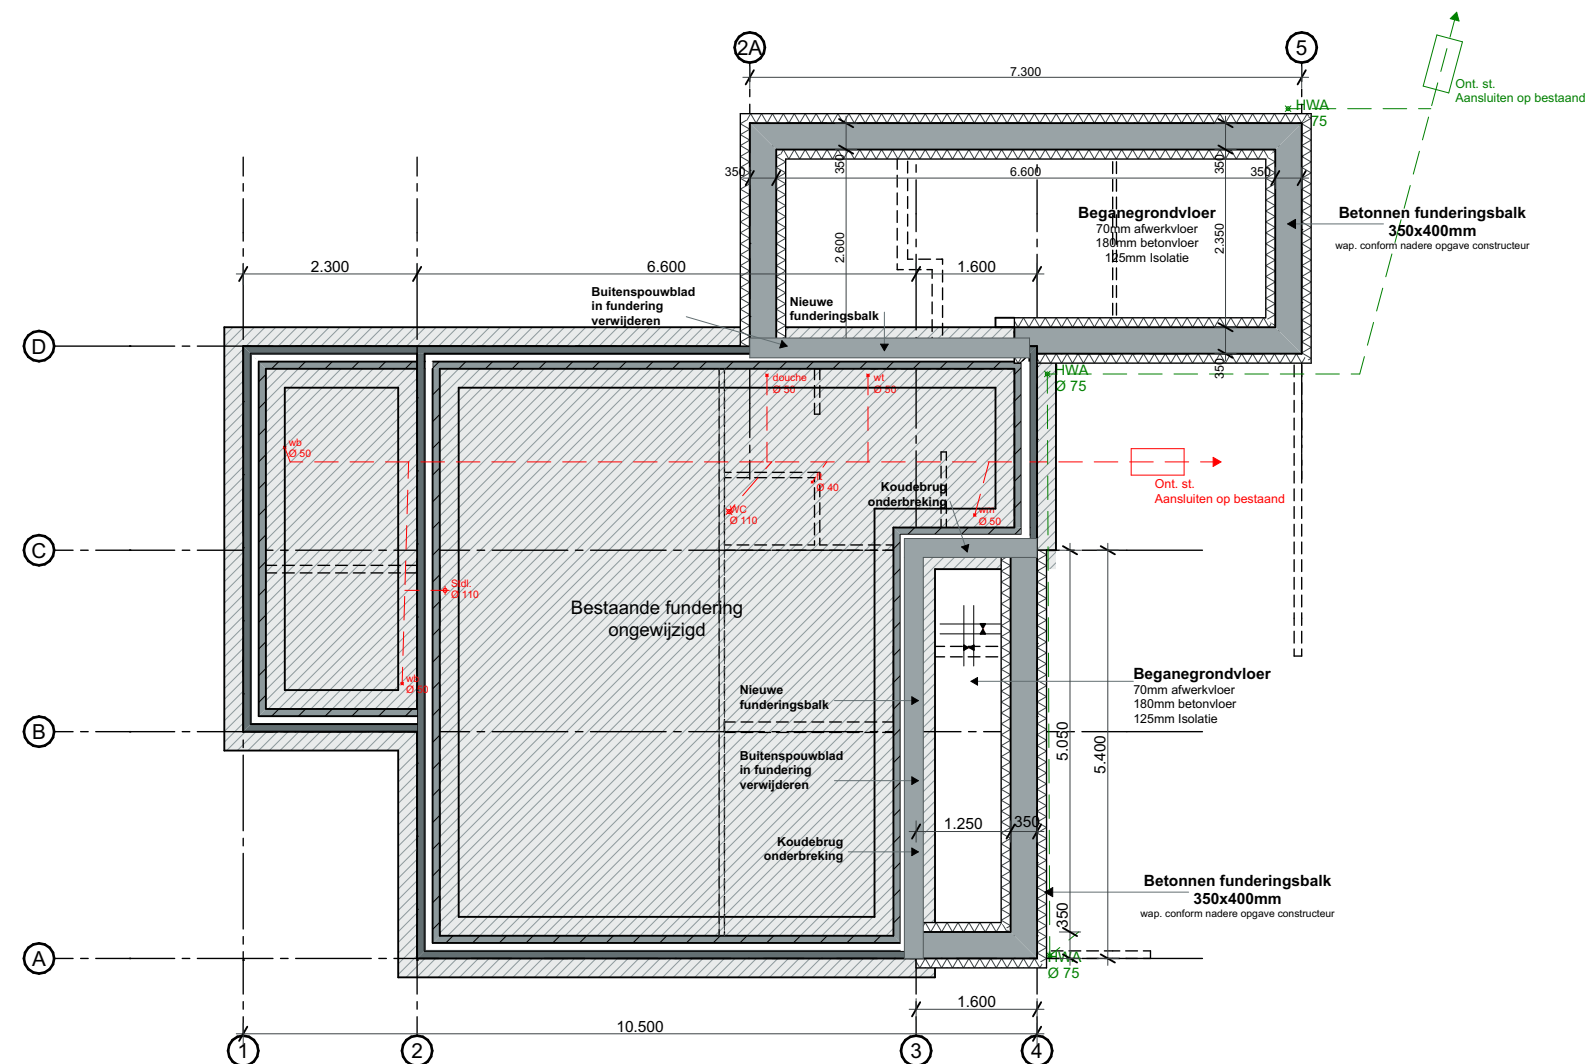 2A
5
7.300
Ont. st.
Aansluiten op bestaand
HWA
75
350
350
6.600
350
350
Beganegrondvloer
70mm afwerkvloer
180mm betonvloer
125mm Isolatie
2.600
2.350
Betonnen funderingsbalk
350x400mm
wap. conform nadere opgave constructeur
2.300
6.600
1.600
Buitenspouwblad
in fundering
verwijderen
Nieuwe
funderingsbalk
D
350
HWA
Ø 75
douche
Ø 50
wt
Ø 50
wb
Ø 50
Ø 40
Koudebrug
onderbreking
WC
Ø 110
wm
Ø 50
Ont. st.
Aansluiten op bestaand
C
Stdl.
Ø 110
Bestaande fundering
ongewijzigd
Beganegrondvloer
70mm afwerkvloer
180mm betonvloer
125mm Isolatie
wb
Ø 50
Nieuwe
funderingsbalk
B
5.050
5.400
Buitenspouwblad
in fundering
verwijderen
1.250
350
Koudebrug
onderbreking
Betonnen funderingsbalk
350x400mm
wap. conform nadere opgave constructeur
350
A
HWA
Ø 75
1.600
10.500
1
2
3
4